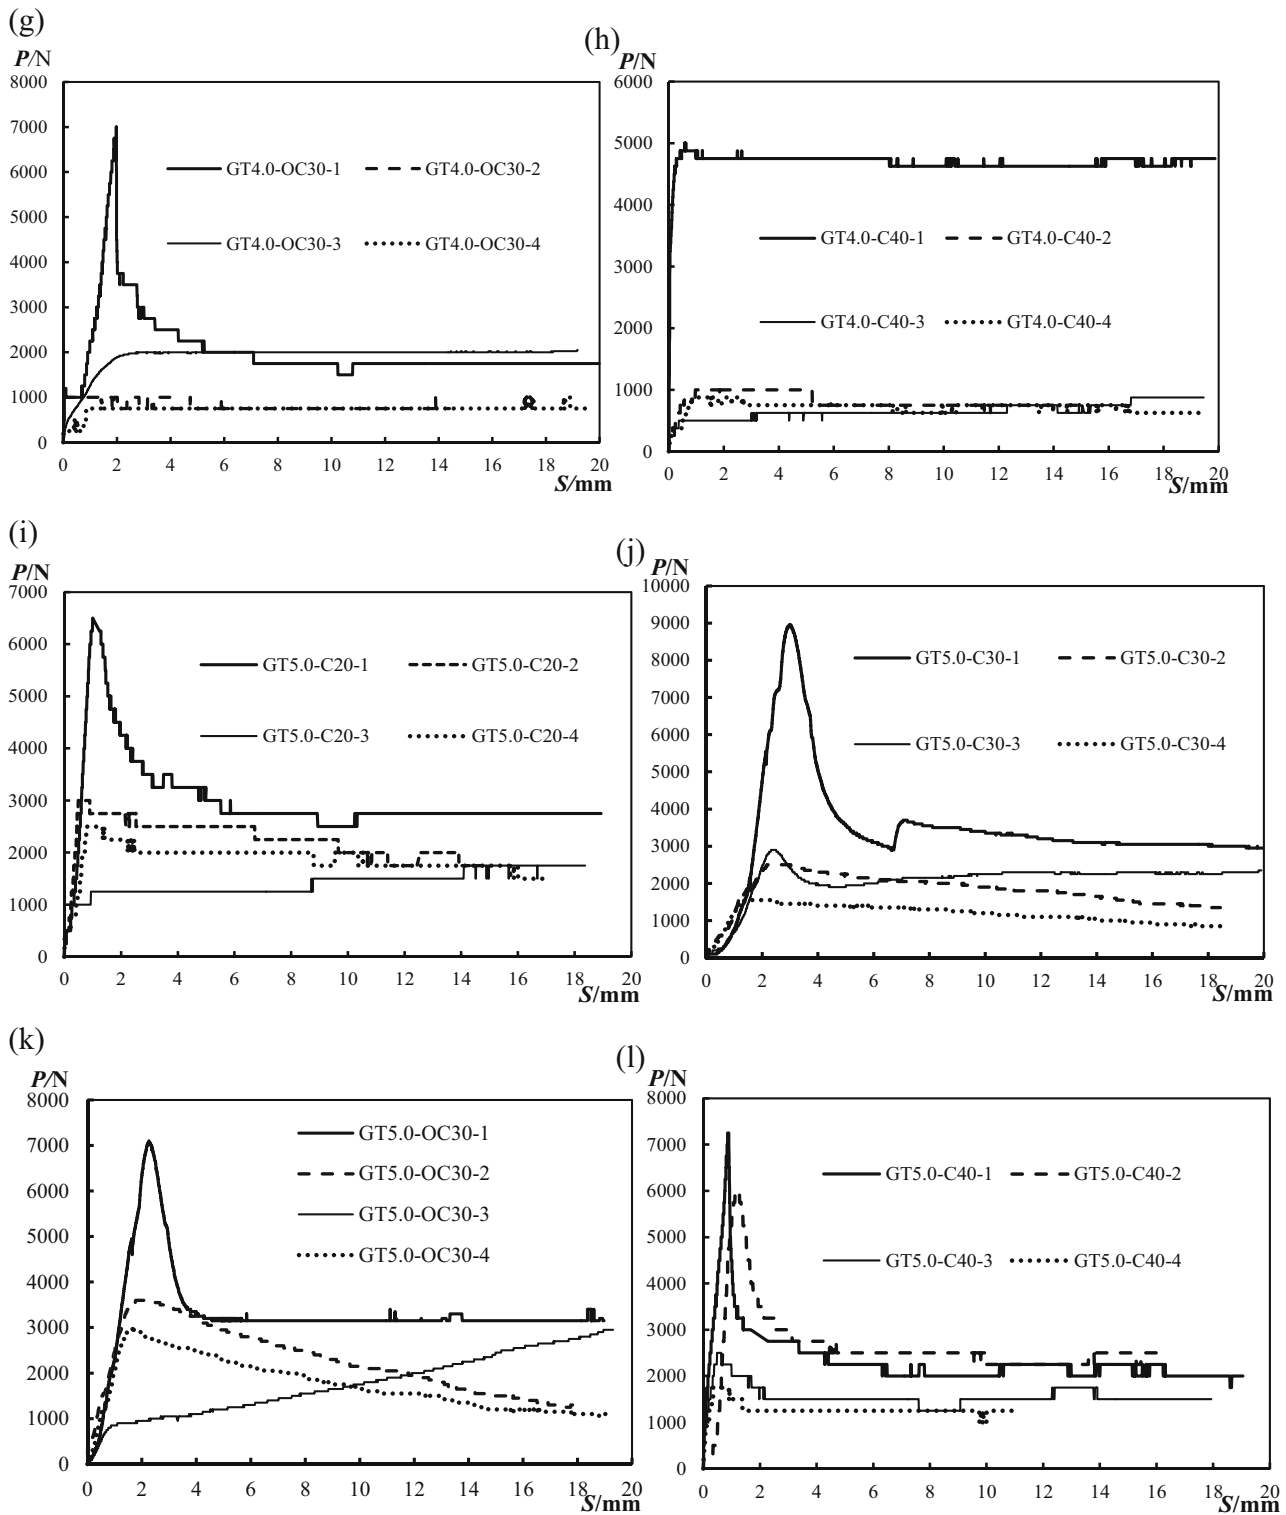 (g)
P/N
8000
7000
6000
5000
4000
3000
2000
1000
0
GT4.0-OC30-1
GT4.0-OC30-2
GT4.0-OC30-3
GT4.0-OC30-4
0 2 4 6 8 10 12 14 16 18 20
S/mm
(h)
P/N
6000
5000
4000
3000
2000
1000
0
GT4.0-C40-1
GT4.0-C40-2
GT4.0-C40-3
GT4.0-C40-4
0 2 4 6 8 10 12 14 16 18 20
S/mm
(i)
P/N
7000
6000
5000
4000
3000
2000
1000
0
GT5.0-C20-1
GT5.0-C20-2
GT5.0-C20-3
GT5.0-C20-4
0 2 4 6 8 10 12 14 16 18 20
S/mm
(j)
P/N
10000
9000
8000
7000
6000
5000
4000
3000
2000
1000
0
GT5.0-C30-1
GT5.0-C30-2
GT5.0-C30-3
GT5.0-C30-4
0 2 4 6 8 10 12 14 16 18 20
S/mm
(k)
P/N
8000
7000
6000
5000
4000
3000
2000
1000
0
GT5.0-OC30-1
GT5.0-OC30-2
GT5.0-OC30-3
GT5.0-OC30-4
0 2 4 6 8 10 12 14 16 18 20
S/mm
(l)
P/N
8000
7000
6000
5000
4000
3000
2000
1000
0
GT5.0-C40-1
GT5.0-C40-2
GT5.0-C40-3
GT5.0-C40-4
0 2 4 6 8 10 12 14 16 18 20
S/mm